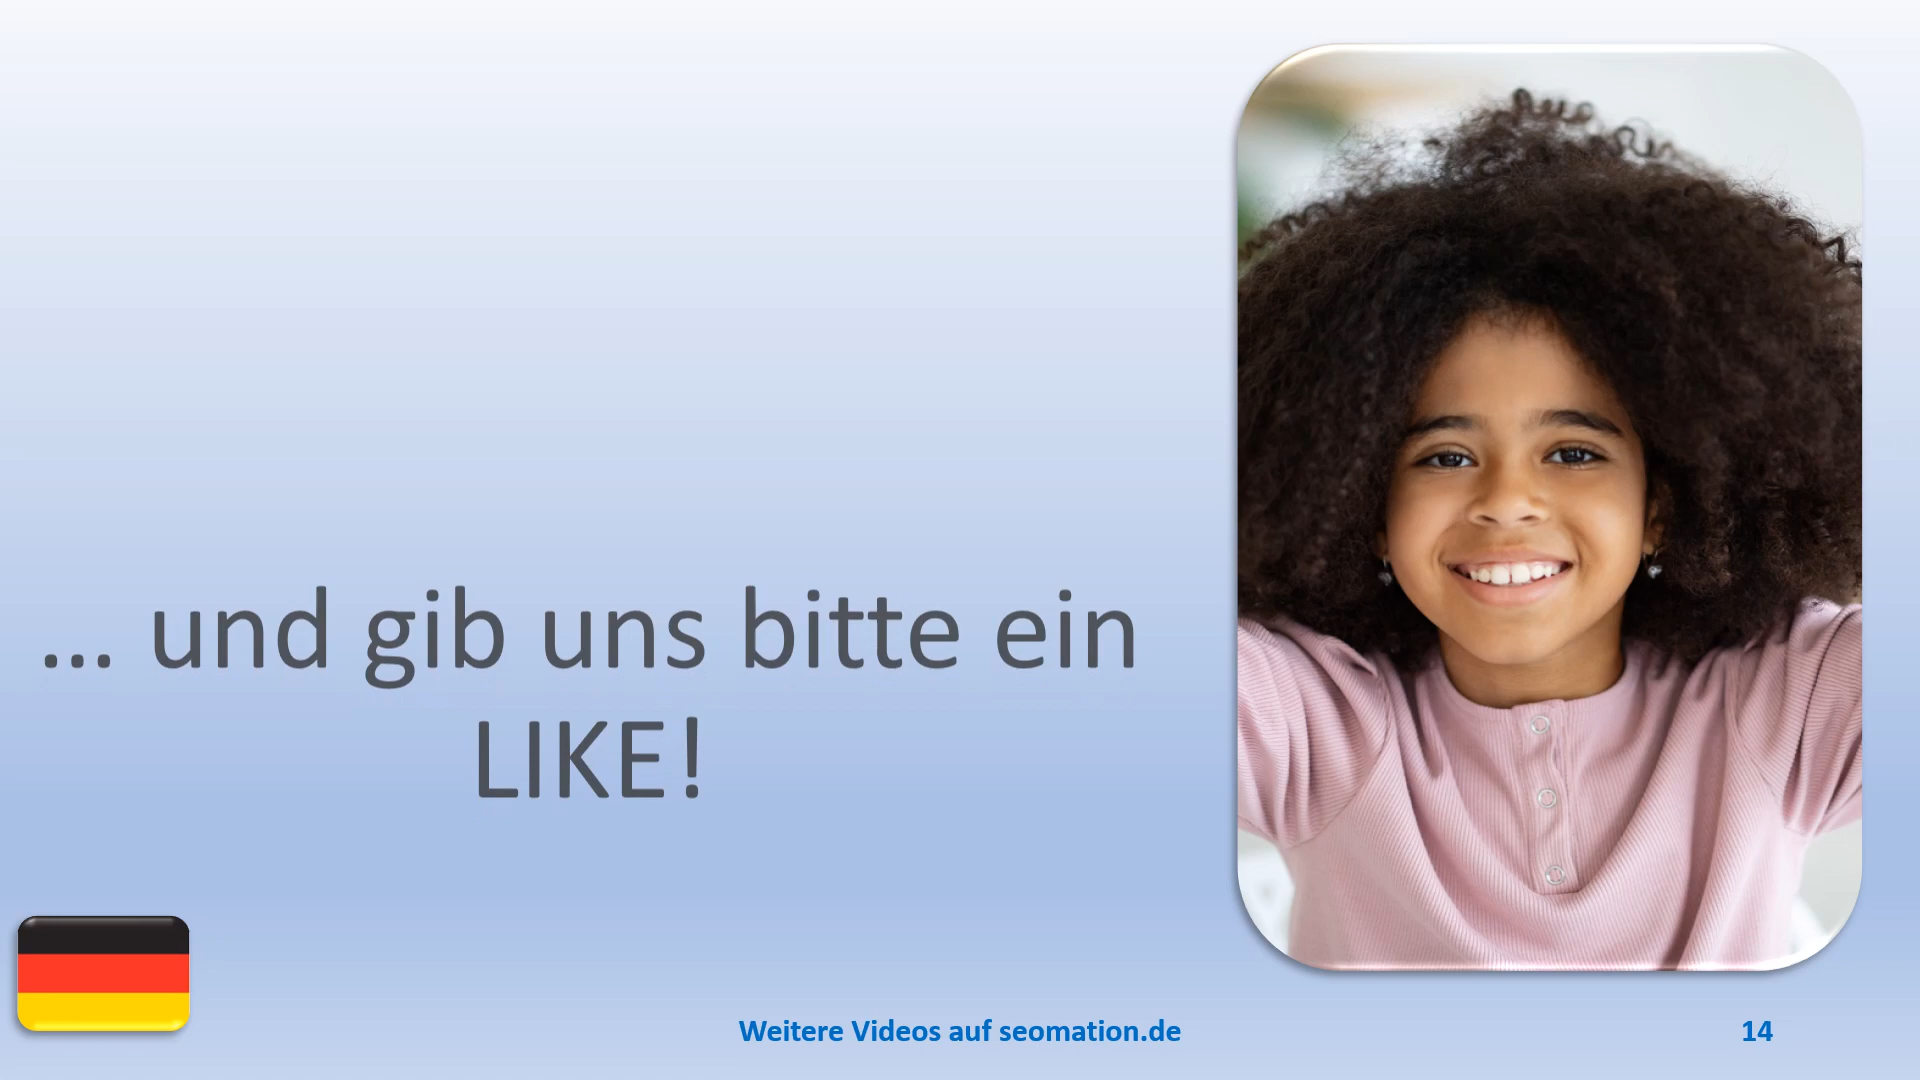 ... und gib uns bitte ein
LIKE!
Weitere Videos auf seomation.de
14